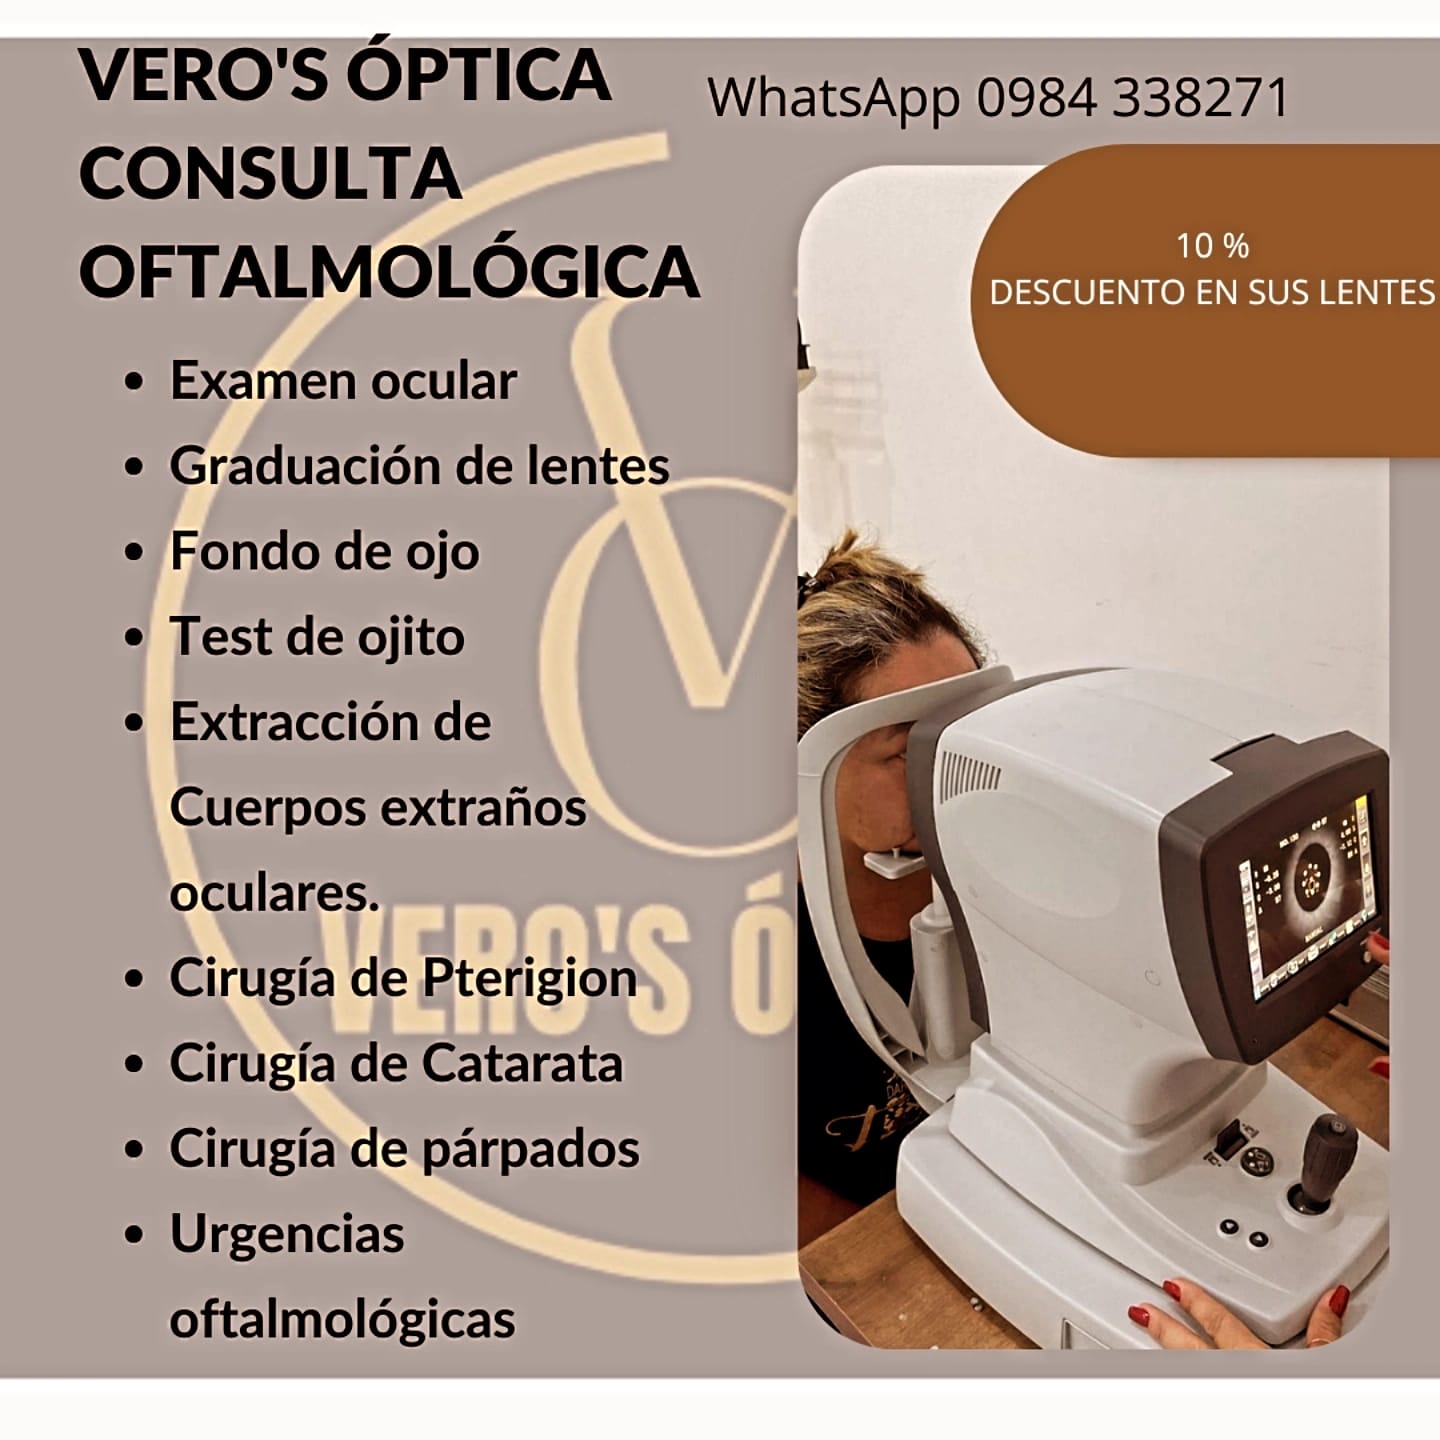 VERO'S ÓPTICA
CONSULTA
OFTALMOLÓGICA
WhatsApp 0984 338271
10 %
DESCUENTO EN SUS LENTES
• Examen ocular
• Graduación de lentes
• Fondo de ojo
• Test de ojito
• Extracción de
Cuerpos extraños
oculares.
• Cirugía de Pterigion
• Cirugía de Catarata
• Cirugía de párpados
• Urgencias
oftalmológicas
VERO'S Ó